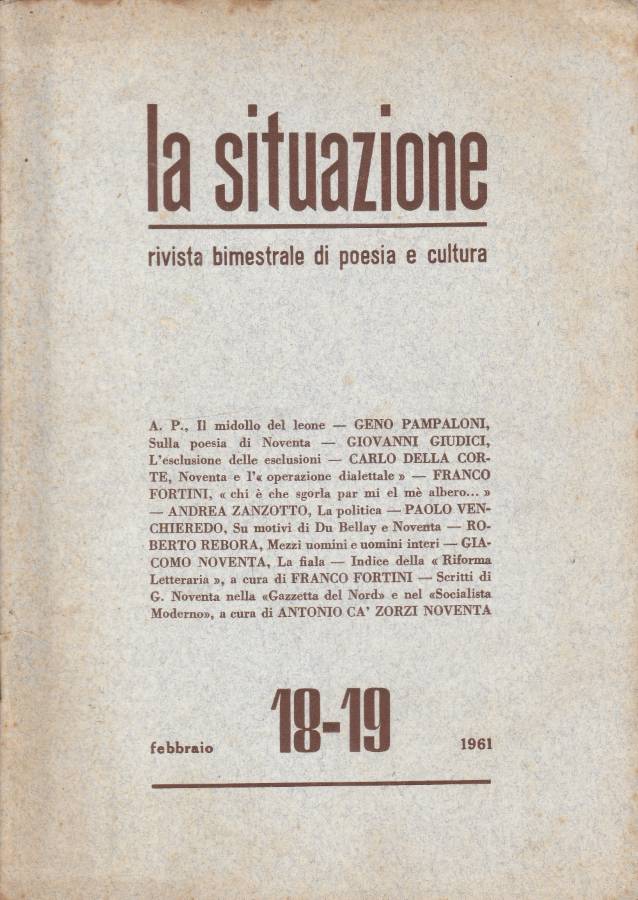 la situazione
rivista bimestrale di poesia e cultura
A. P., Il midollo del leone — GENO PAMPALONI,
Sulla poesia di Noventa — GIOVANNI GIUDICI,
L'esclusione delle esclusioni — CARLO DELLA COR-
TE, Noventa e l'« operazione dialettale » — FRANCO
FORTINI, « chi è che sgorla par mi el mè albero... »
— ANDREA ZANZOTTO, La politica — PAOLO VEN-
CHIEREDO, Su motivi di Du Bellay e Noventa — RO-
BERTO REBORA, Mezzi uomini e uomini interi — GIA-
COMO NOVENTA, La fiala — Indice della « Riforma
Letteraria », a cura di FRANCO FORTINI — Scritti di
G. Noventa nella «Gazzetta del Nord» e nel «Socialista
Moderno», a cura di ANTONIO CA' ZORZI NOVENTA
febbraio 18-19 1961